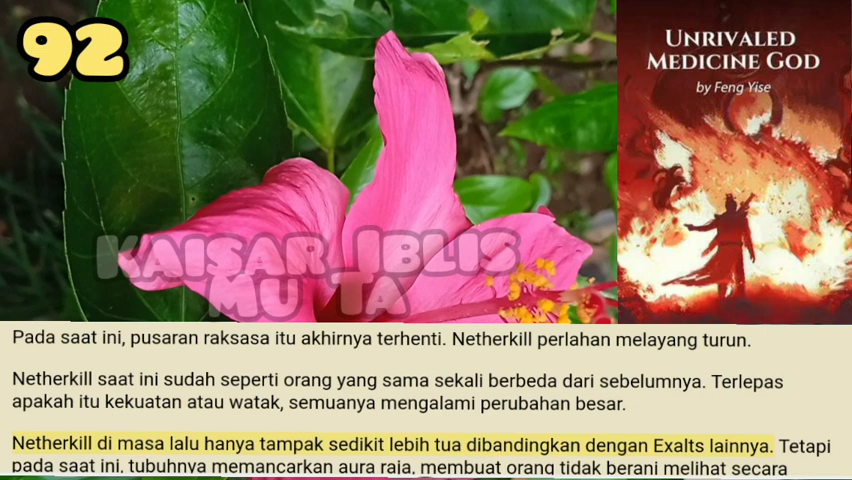 92
UNRIVALED
MEDICINE GOD
by Feng Yise
KAISAR IBLIS
MU TA
Pada saat ini, pusaran raksasa itu akhirnya terhenti. Netherkill perlahan melayang turun.
Netherkill saat ini sudah seperti orang yang sama sekali berbeda dari sebelumnya. Terlepas
apakah itu kekuatan atau watak, semuanya mengalami perubahan besar.
Netherkill di masa lalu hanya tampak sedikit lebih tua dibandingkan dengan Exalts lainnya. Tetapi
pada saat ini, tubuhnya memancarkan aura raja, membuat orang tidak berani melihat secara